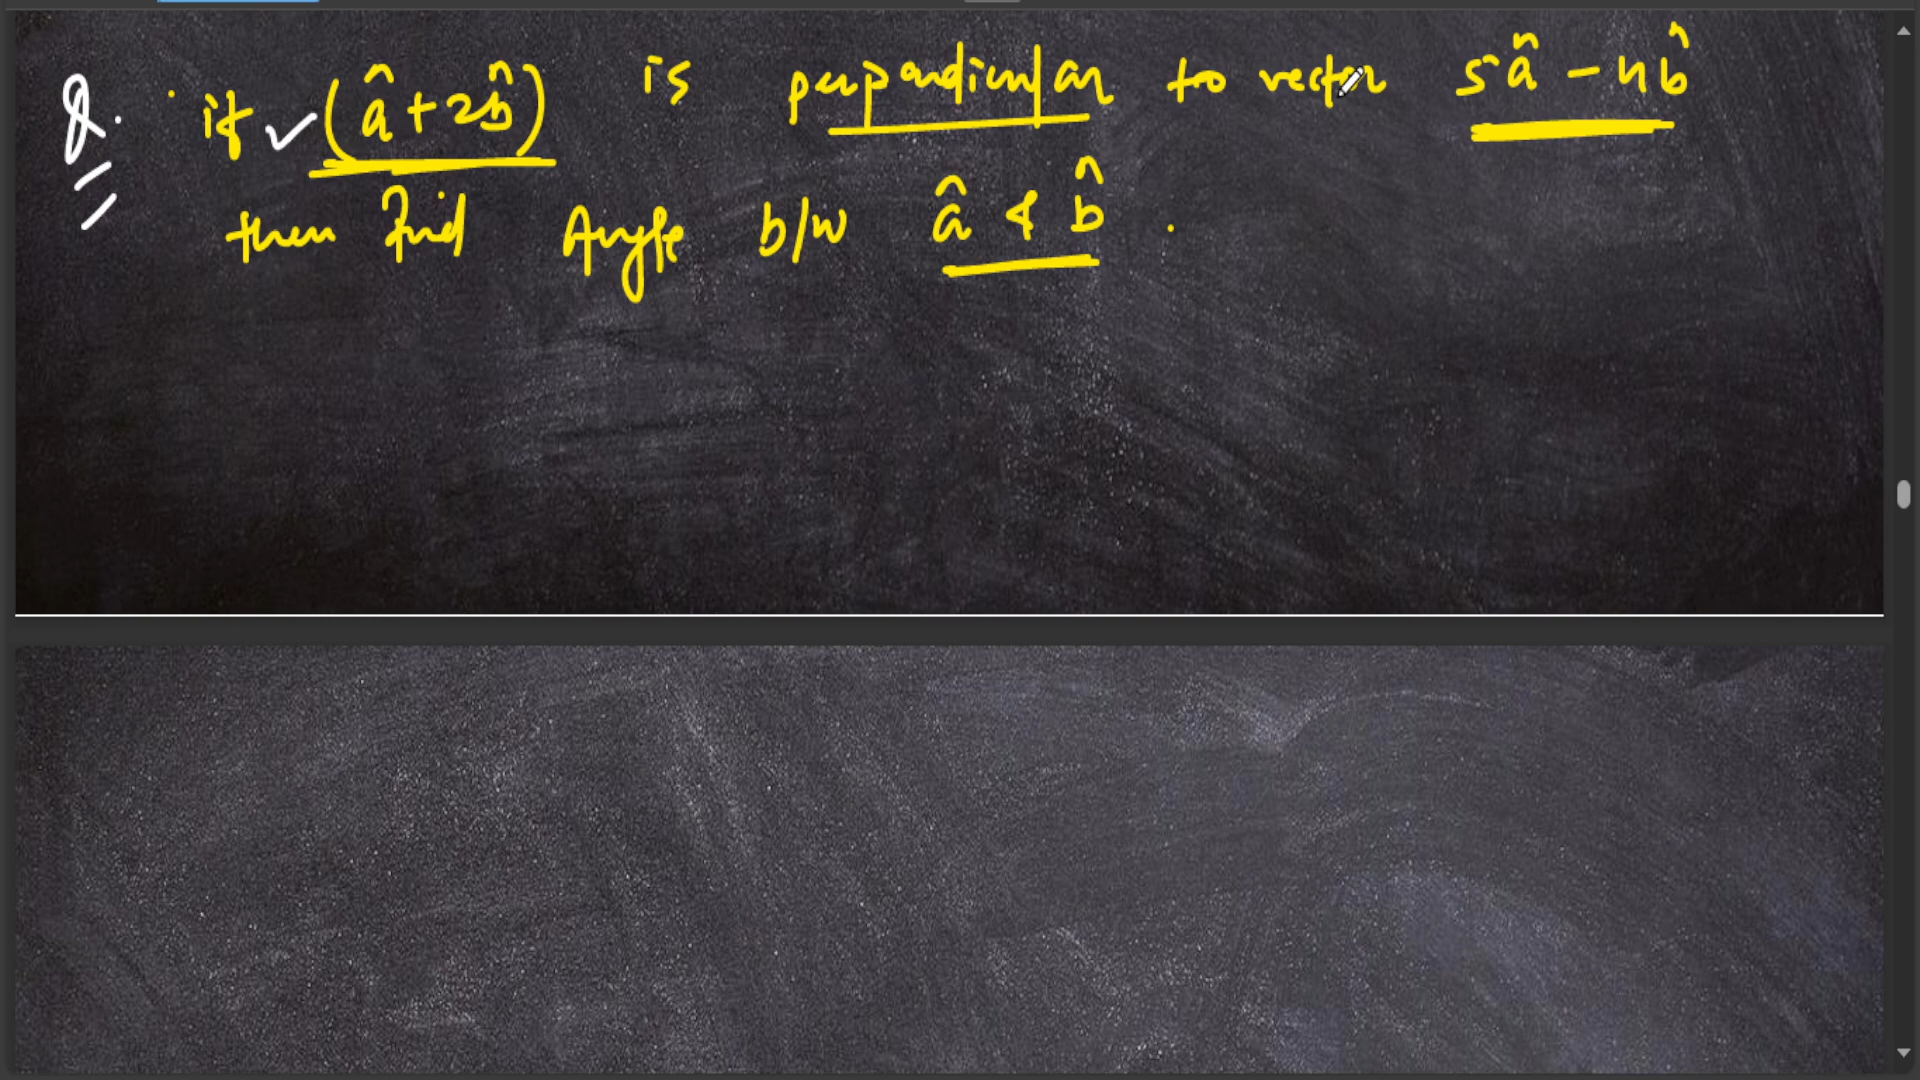 Q. if (â + 2b̂) is perpendicular to vector 5â - 4b̂
then find Angle b/w â & b̂ .